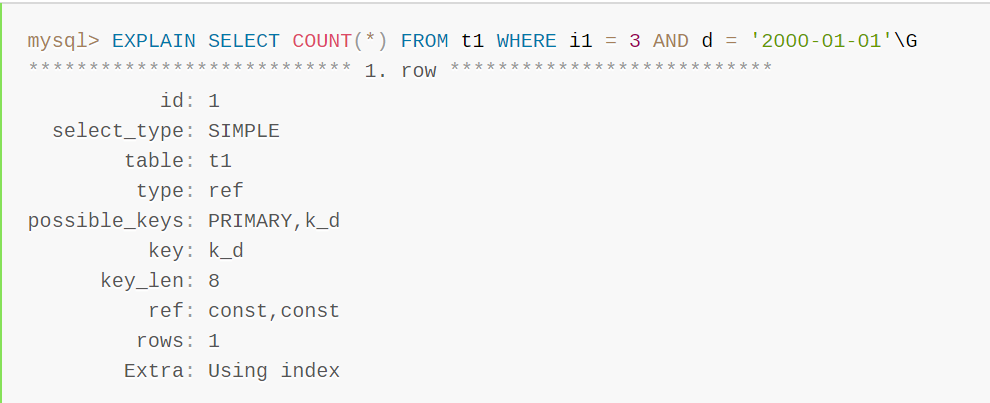 mysql> EXPLAIN SELECT COUNT(*) FROM t1 WHERE i1 = 3 AND d = '2000-01-01'\G
*************************** 1. row ***************************
id: 1
select_type: SIMPLE
table: t1
type: ref
possible_keys: PRIMARY,k_d
key: k_d
key_len: 8
ref: const,const
rows: 1
Extra: Using index